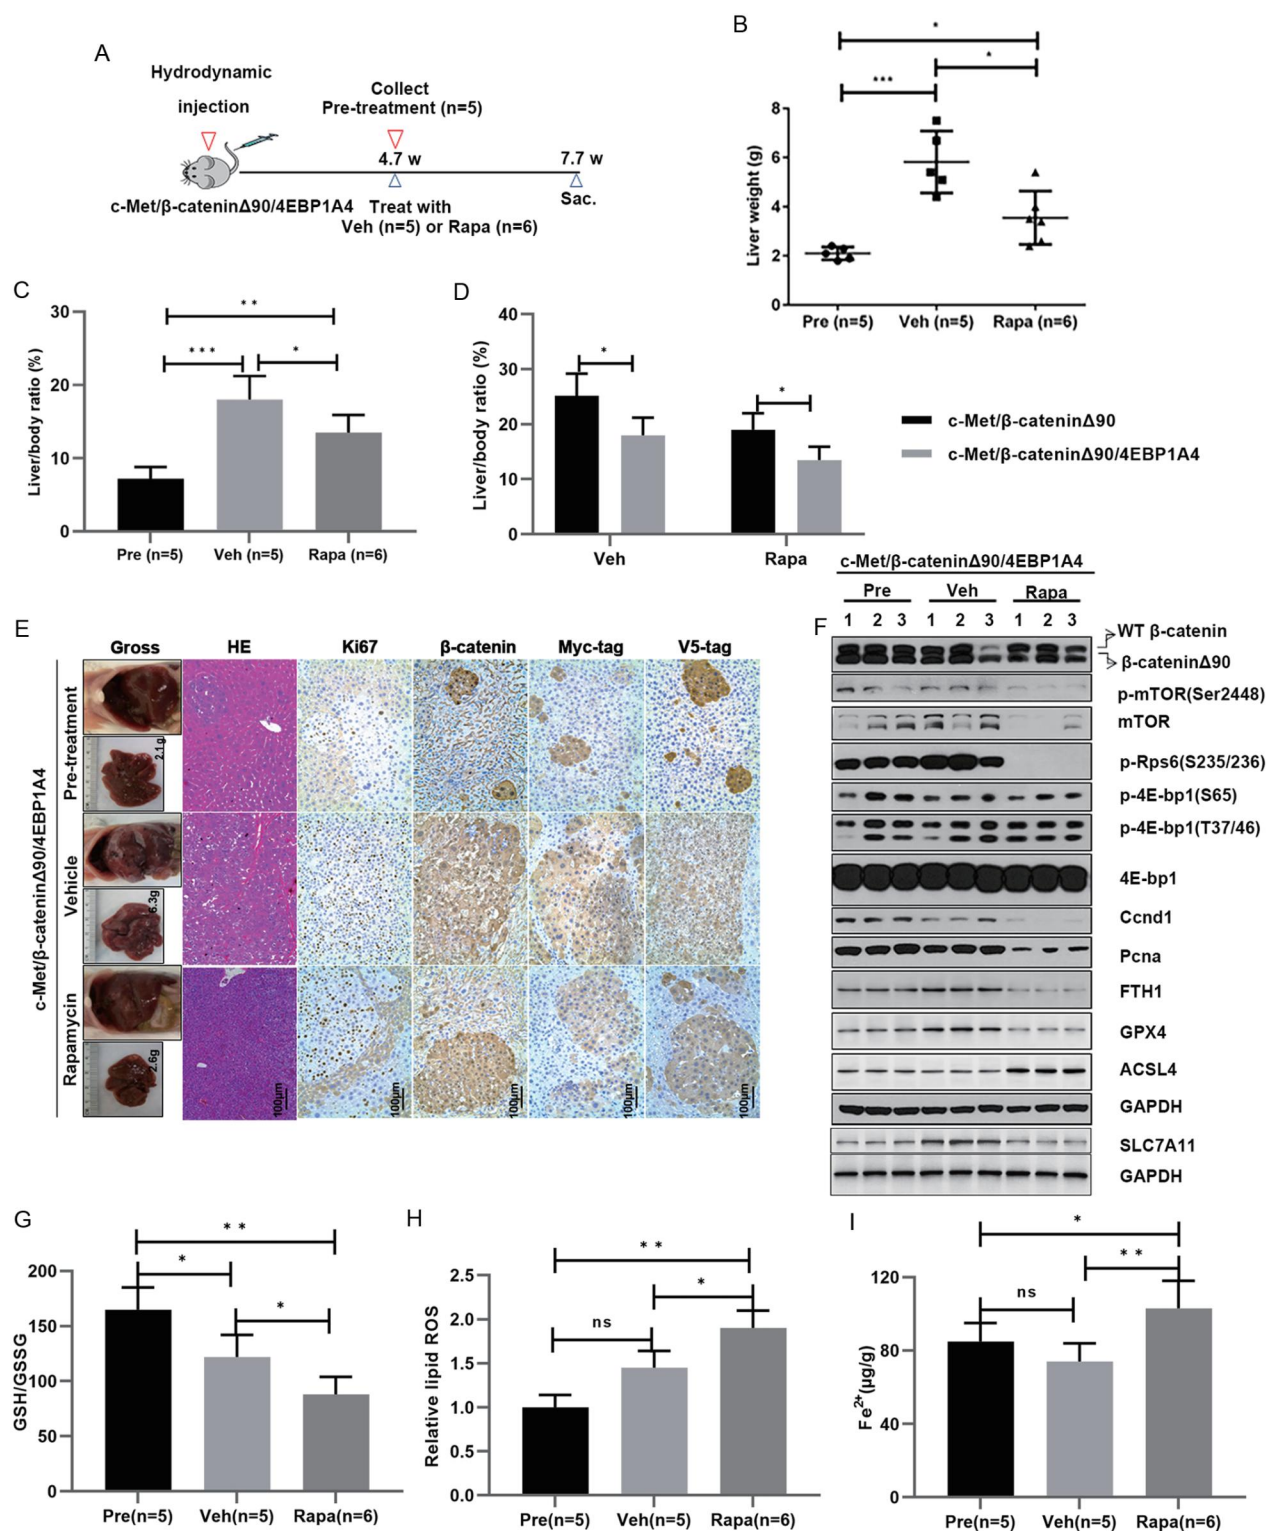 A
Hydrodynamic
injection
Collect
Pre-treatment (n=5)
4.7 w
7.7 w
c-Met/β-cateninΔ90/4EBP1A4
Treat with
Veh (n=5) or Rapa (n=6)
Sac.
B
*
*
***
Liver weight (g)
8
6
4
2
0
Pre (n=5)
Veh (n=5)
Rapa (n=6)
C
**
***
*
Liver/body ratio (%)
30
20
10
0
Pre (n=5)
Veh (n=5)
Rapa (n=6)
D
*
*
Liver/body ratio (%)
40
30
20
10
0
Veh
Rapa
c-Met/β-cateninΔ90
c-Met/β-cateninΔ90/4EBP1A4
E
Gross
HE
Ki67
β-catenin
Myc-tag
V5-tag
c-Met/β-cateninΔ90/4EBP1A4
Pre-treatment
2.1g
Vehicle
6.3g
Rapamycin
2.6g
100μm
100μm
100μm
100μm
100μm
F
c-Met/β-cateninΔ90/4EBP1A4
Pre
Veh
Rapa
1 2 3 1 2 3 1 2 3
WT β-catenin
β-cateninΔ90
p-mTOR(Ser2448)
mTOR
p-Rps6(S235/236)
p-4E-bp1(S65)
p-4E-bp1(T37/46)
4E-bp1
Ccnd1
Pcna
FTH1
GPX4
ACSL4
GAPDH
SLC7A11
GAPDH
G
**
*
*
GSH/GSSG
200
150
100
50
0
Pre(n=5)
Veh(n=5)
Rapa(n=6)
H
**
*
ns
Relative lipid ROS
2.5
2.0
1.5
1.0
0.5
0.0
Pre(n=5)
Veh(n=5)
Rapa(n=6)
I
*
**
ns
Fe2+(μg/g)
120
80
40
0
Pre(n=5)
Veh(n=5)
Rapa(n=6)